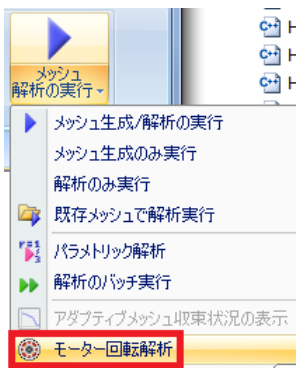 メッシュ
解析の実行
メッシュ生成/解析の実行
メッシュ生成のみ実行
解析のみ実行
既存メッシュで解析実行
パラメトリック解析
解析のバッチ実行
アダプティブメッシュ収束状況の表示
モーター回転解析
C++ H
C++ H
C++ H